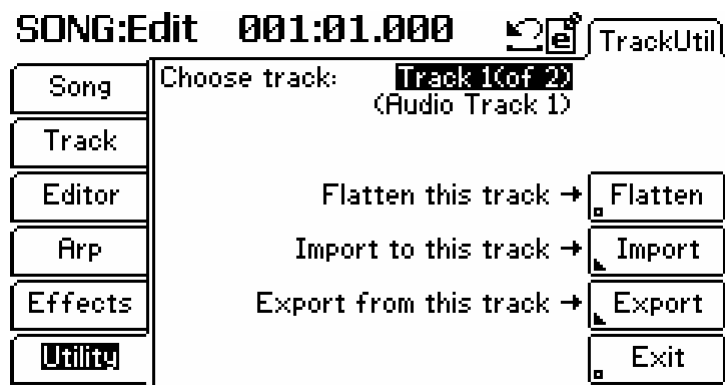 SONG:Edit 001:01.000 e TrackUtil
Song
Choose track: Track 1(of 2)
(Audio Track 1)
Track
Editor
Flatten this track → Flatten
Arp
Import to this track → Import
Effects
Export from this track → Export
Utility
Exit